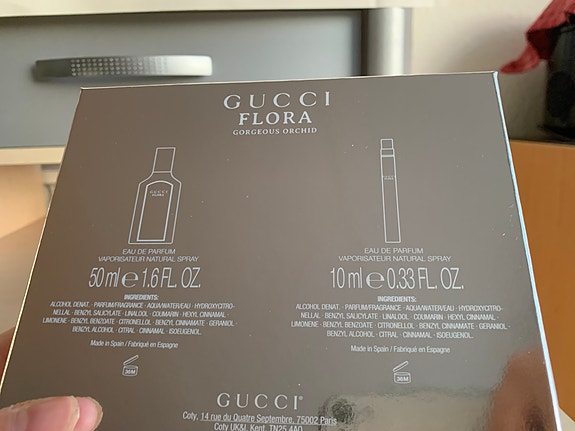 GUCCI
FLORA
GORGEOUS ORCHID
GUCCI
FLORA
EAU DE PARFUM
VAPORISATEUR NATURAL SPRAY
50 ml e 1.6 FL. OZ.
INGREDIENTS:
ALCOHOL DENAT. · PARFUM/FRAGRANCE · AQUA/WATER/EAU · HYDROXYCITRO-
NELLAL · BENZYL SALICYLATE · LINALOOL · COUMARIN · HEXYL CINNAMAL ·
LIMONENE · BENZYL BENZOATE · CITRONELLOL · BENZYL CINNAMATE · GERANIOL ·
BENZYL ALCOHOL · CITRAL · CINNAMAL · ISOEUGENOL.
Made in Spain / Fabriqué en Espagne
36M
GUCCI
FLORA
EAU DE PARFUM
VAPORISATEUR NATURAL SPRAY
10 ml e 0.33 FL. OZ.
INGREDIENTS:
ALCOHOL DENAT. · PARFUM/FRAGRANCE · AQUA/WATER/EAU · HYDROXYCITRO-
NELLAL · BENZYL SALICYLATE · LINALOOL · COUMARIN · HEXYL CINNAMAL ·
LIMONENE · BENZYL BENZOATE · CITRONELLOL · BENZYL CINNAMATE · GERANIOL ·
BENZYL ALCOHOL · CITRAL · CINNAMAL · ISOEUGENOL.
Made in Spain / Fabriqué en Espagne
36M
GUCCI
Coty, 14 rue du Quatre Septembre, 75002 Paris
Coty UK&I, Kent, TN25 4AQ